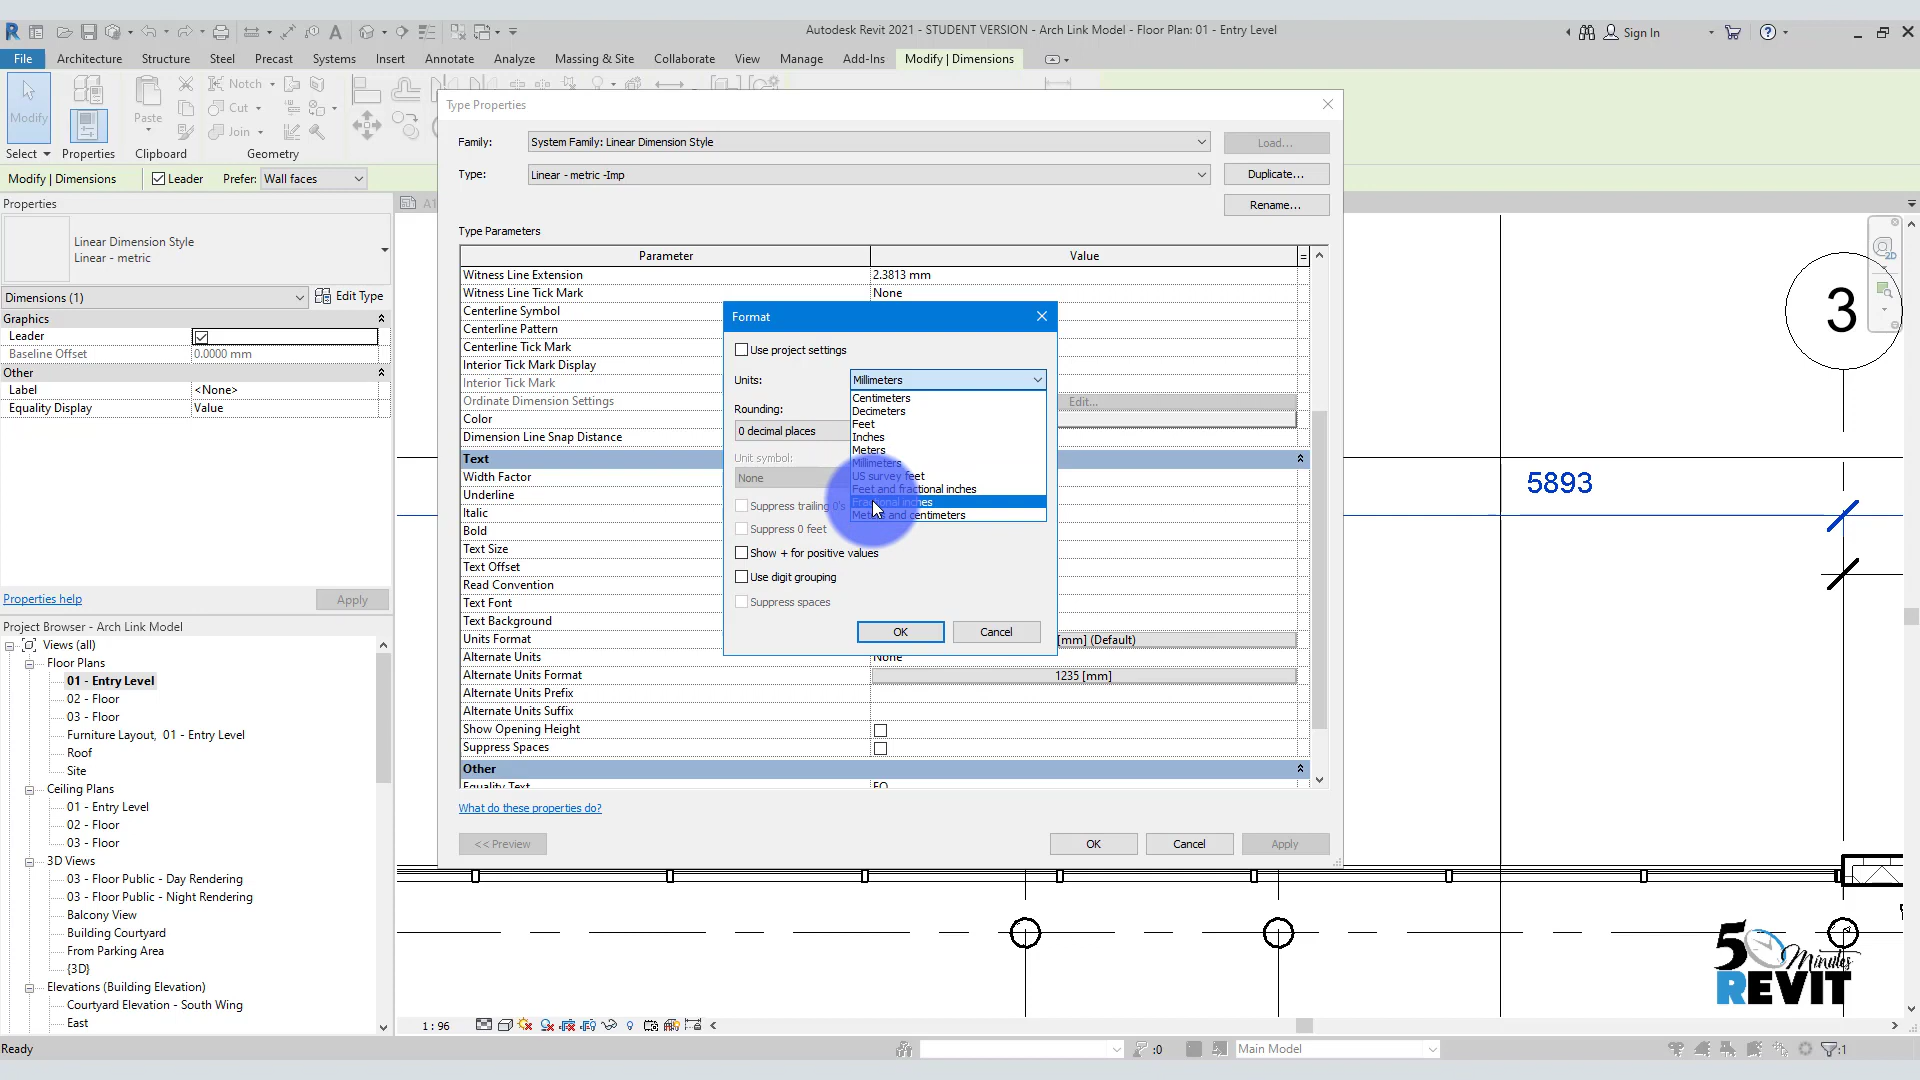 Autodesk Revit 2021 - STUDENT VERSION - Arch Link Model - Floor Plan: 01 - Entry Level
Sign In
File Architecture Structure Steel Precast Systems Insert Annotate Analyze Massing & Site Collaborate View Manage Add-Ins Modify | Dimensions
Modify
Paste
Notch
Cut
Join
Select Properties Clipboard Geometry
Modify | Dimensions Leader Prefer: Wall faces
Properties
Linear Dimension Style
Linear - metric
Dimensions (1) Edit Type
Graphics
Leader
Baseline Offset 0.0000 mm
Other
Label <None>
Equality Display Value
Properties help Apply
Project Browser - Arch Link Model
Views (all)
Floor Plans
01 - Entry Level
02 - Floor
03 - Floor
Furniture Layout, 01 - Entry Level
Roof
Site
Ceiling Plans
01 - Entry Level
02 - Floor
03 - Floor
3D Views
03 - Floor Public - Day Rendering
03 - Floor Public - Night Rendering
Balcony View
Building Courtyard
From Parking Area
{3D}
Elevations (Building Elevation)
Courtyard Elevation - South Wing
East
Type Properties
Family: System Family: Linear Dimension Style Load...
Type: Linear - metric -Imp Duplicate...
Rename...
Type Parameters
Parameter Value =
Witness Line Extension 2.3813 mm
Witness Line Tick Mark None
Centerline Symbol
Centerline Pattern
Centerline Tick Mark
Interior Tick Mark Display
Interior Tick Mark
Ordinate Dimension Settings Edit...
Color
Dimension Line Snap Distance
Text
Width Factor
Underline
Italic
Bold
Text Size
Text Offset
Read Convention
Text Font
Text Background
Units Format [mm] (Default)
Alternate Units None
Alternate Units Format 1235 [mm]
Alternate Units Prefix
Alternate Units Suffix
Show Opening Height
Suppress Spaces
Other
Equality Text EQ
What do these properties do?
<< Preview OK Cancel Apply
Format
Use project settings
Units: Millimeters
Centimeters
Decimeters
Feet
Inches
Meters
Millimeters
US survey feet
Feet and fractional inches
Fractional inches
Meters and centimeters
Rounding:
0 decimal places
Unit symbol:
None
Suppress trailing 0's
Suppress 0 feet
Show + for positive values
Use digit grouping
Suppress spaces
OK Cancel
3
5893
5 Minutes
REVIT
1 : 96
Ready :0 Main Model :1